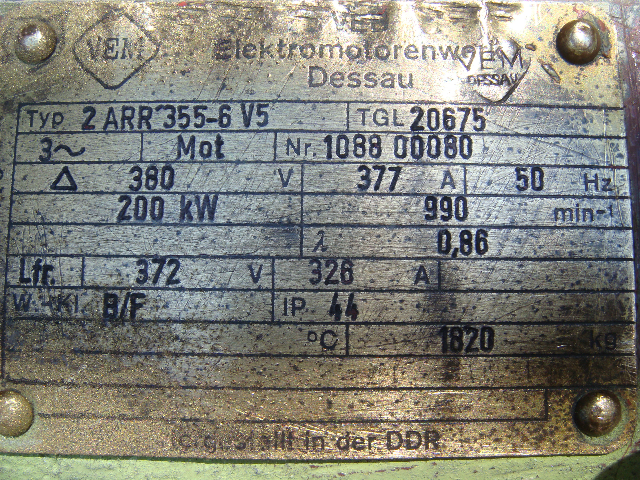 VEM
VEB
Elektromotorenwerk
Dessau
VEM
DESSAU
Typ 2 ARR 355-6 V5 TGL 20675
3~ Mot Nr. 1088 00080
Δ 380 V 377 A 50 Hz
200 kW 990 min-1
λ 0,86
Lfr. 372 V 326 A
W.-Kl. B/F IP 44
°C 1820 kg
in der DDR